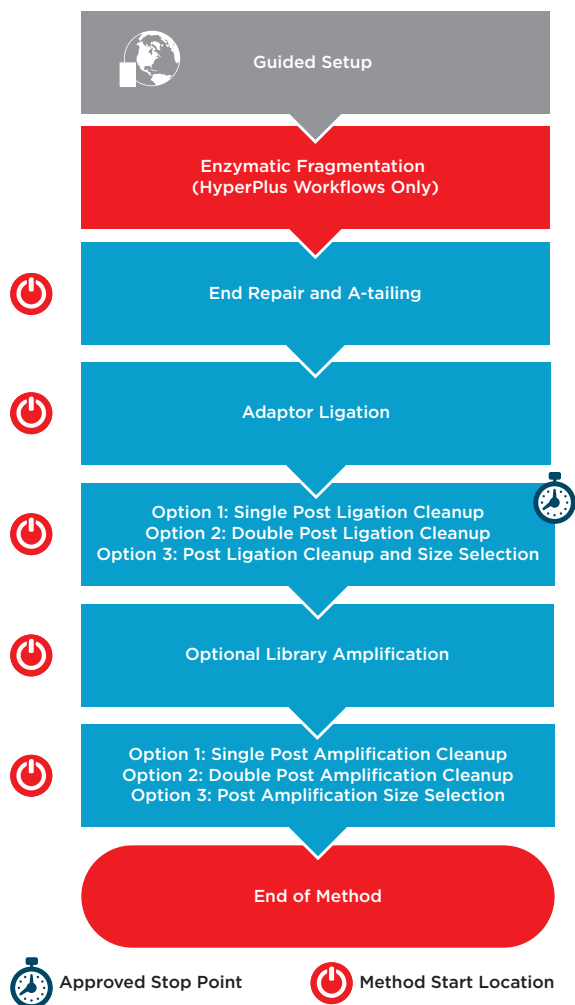 Guided Setup
Enzymatic Fragmentation
(HyperPlus Workflows Only)
End Repair and A-tailing
Adaptor Ligation
Option 1: Single Post Ligation Cleanup
Option 2: Double Post Ligation Cleanup
Option 3: Post Ligation Cleanup and Size Selection
Optional Library Amplification
Option 1: Single Post Amplification Cleanup
Option 2: Double Post Amplification Cleanup
Option 3: Post Amplification Size Selection
End of Method
Approved Stop Point
Method Start Location